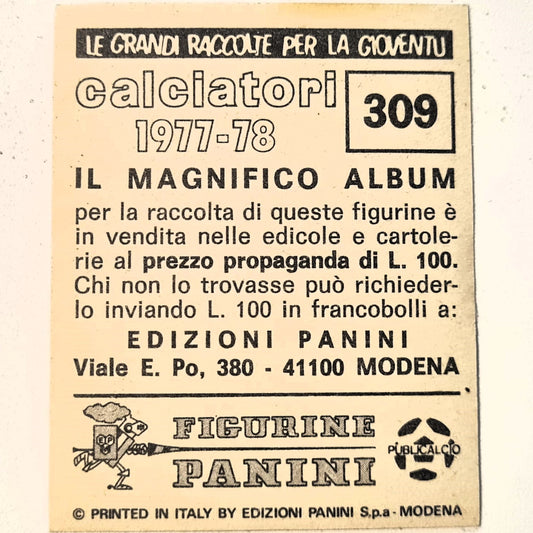 LE GRANDI RACCOLTE PER LA GIOVENTU
calciatori
1977-78
309
IL MAGNIFICO ALBUM
per la raccolta di queste figurine è
in vendita nelle edicole e cartole-
rie al prezzo propaganda di L. 100.
Chi non lo trovasse può richieder-
lo inviando L. 100 in francobolli a:
EDIZIONI PANINI
Viale E. Po, 380 - 41100 MODENA
EP
FIGURINE
PANINI
PUBLICALCIO
© PRINTED IN ITALY BY EDIZIONI PANINI S.p.a - MODENA